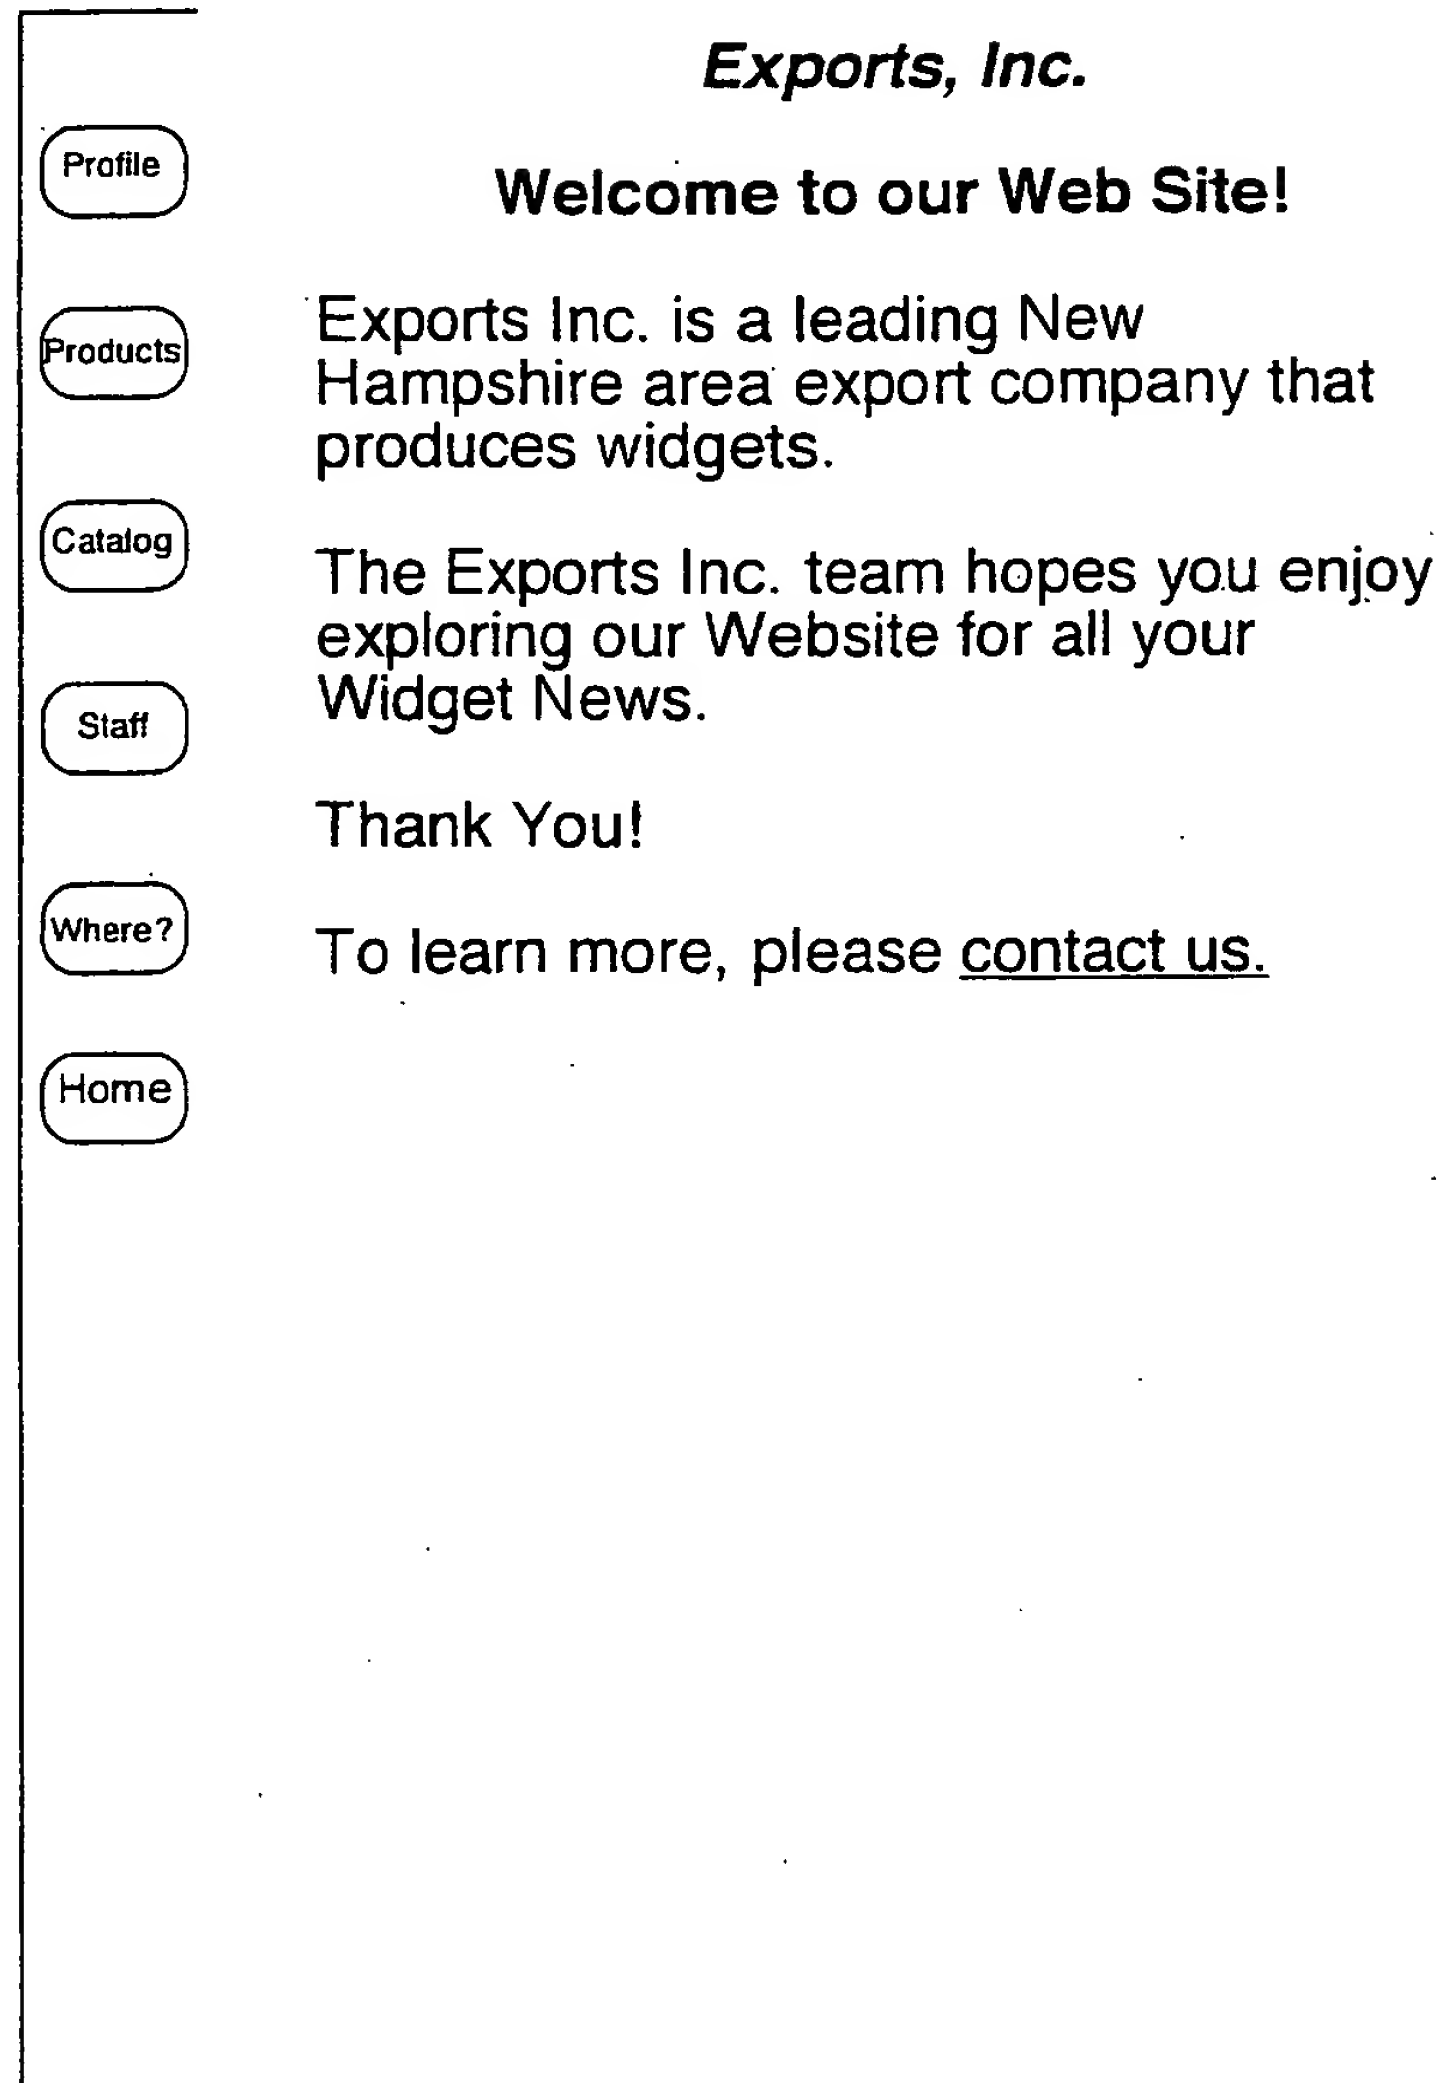 Exports, Inc.
Welcome to our Web Site!
Profile
Products
Catalog
Staff
Where?
Home
Exports Inc. is a leading New
Hampshire area export company that
produces widgets.
The Exports Inc. team hopes you enjoy
exploring our Website for all your
Widget News.
Thank You!
To learn more, please contact us.